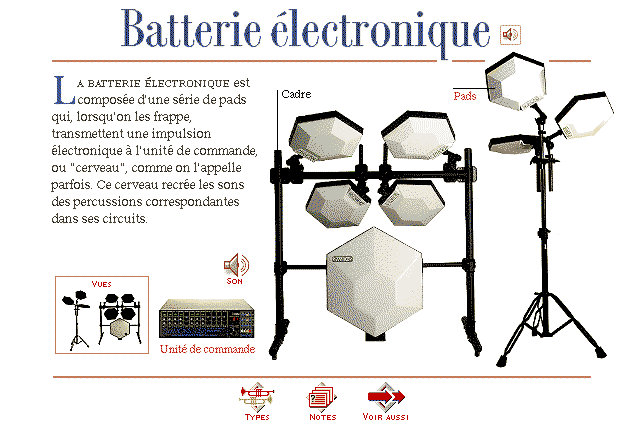 Batterie électronique
LA BATTERIE ÉLECTRONIQUE est
composée d'une série de pads
qui, lorsqu'on les frappe,
transmettent une impulsion
électronique à l'unité de commande,
ou "cerveau", comme on l'appelle
parfois. Ce cerveau recrée les sons
des percussions correspondantes
dans ses circuits.
Cadre
Pads
VUES
SON
Unité de commande
TYPES
NOTES
VOIR AUSSI